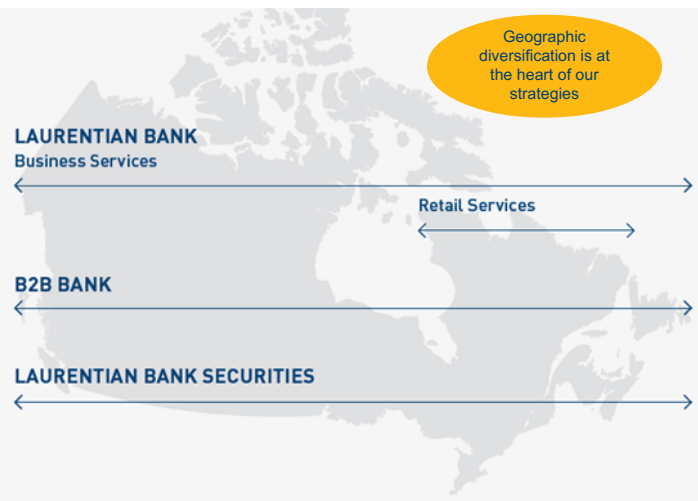 Geographic
diversification is at
the heart of our
strategies
LAURENTIAN BANK
Business Services
Retail Services
B2B BANK
LAURENTIAN BANK SECURITIES